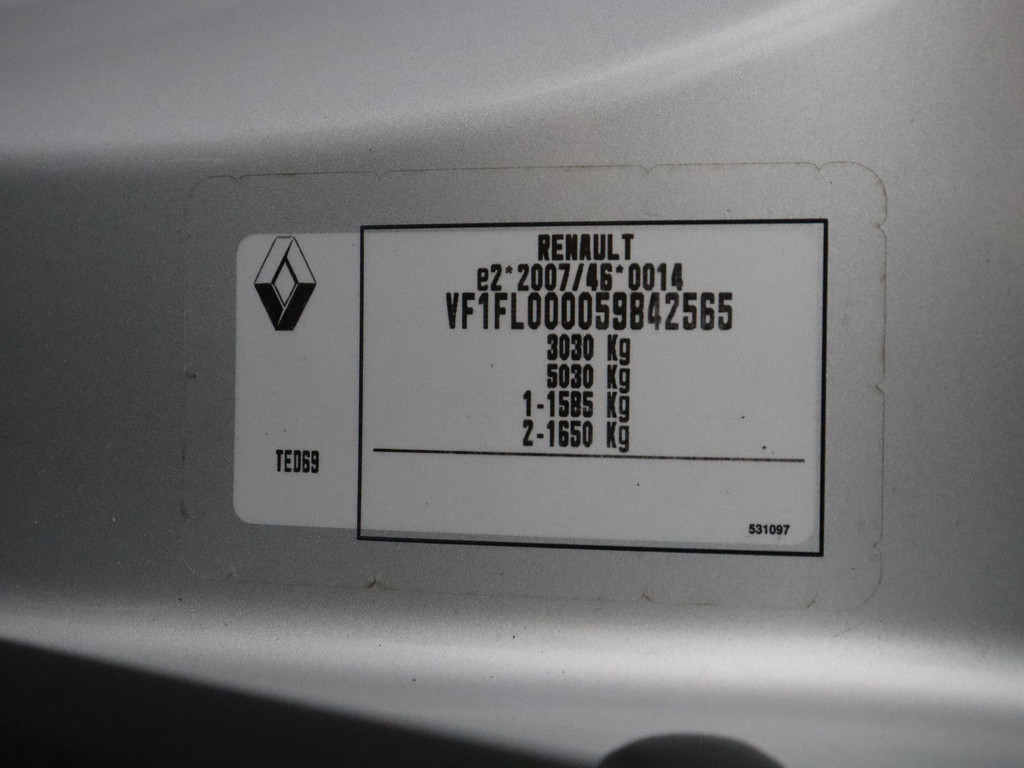 RENAULT
e2*2007/46*0014
VF1FL000059842565
3030 Kg
5030 Kg
1-1585 Kg
2-1650 Kg
TED69
531097